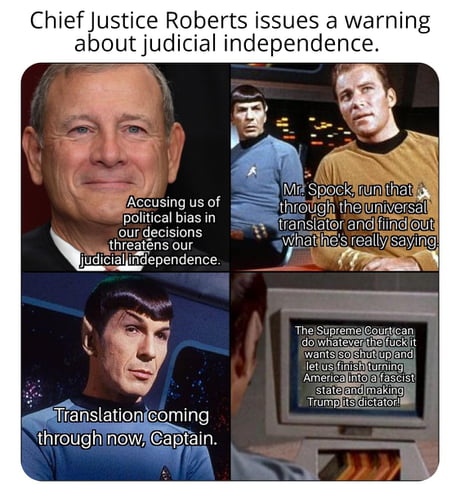 Chief Justice Roberts issues a warning
about judicial independence.
Accusing us of
political bias in
our decisions
threatens our
judicial independence.
Mr. Spock, run that
through the universal
translator and fiind out
what he's really saying.
Translation coming
through now, Captain.
The Supreme Court can
do whatever the fuck it
wants so shut up and
let us finish turning
America into a fascist
state and making
Trump its dictator!